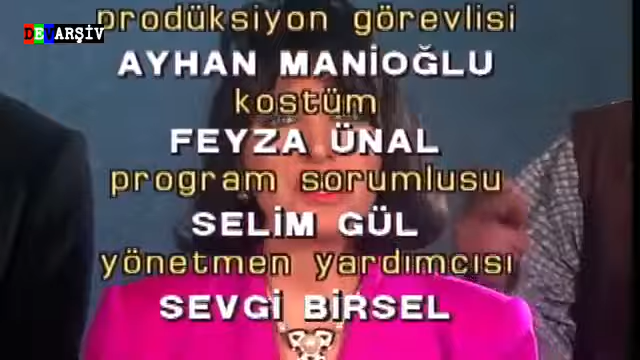 DEVARŞİV
prodüksiyon görevlisi
AYHAN MANİOĞLU
kostüm
FEYZA ÜNAL
program sorumlusu
SELİM GÜL
yönetmen yardımcısı
SEVGİ BİRSEL